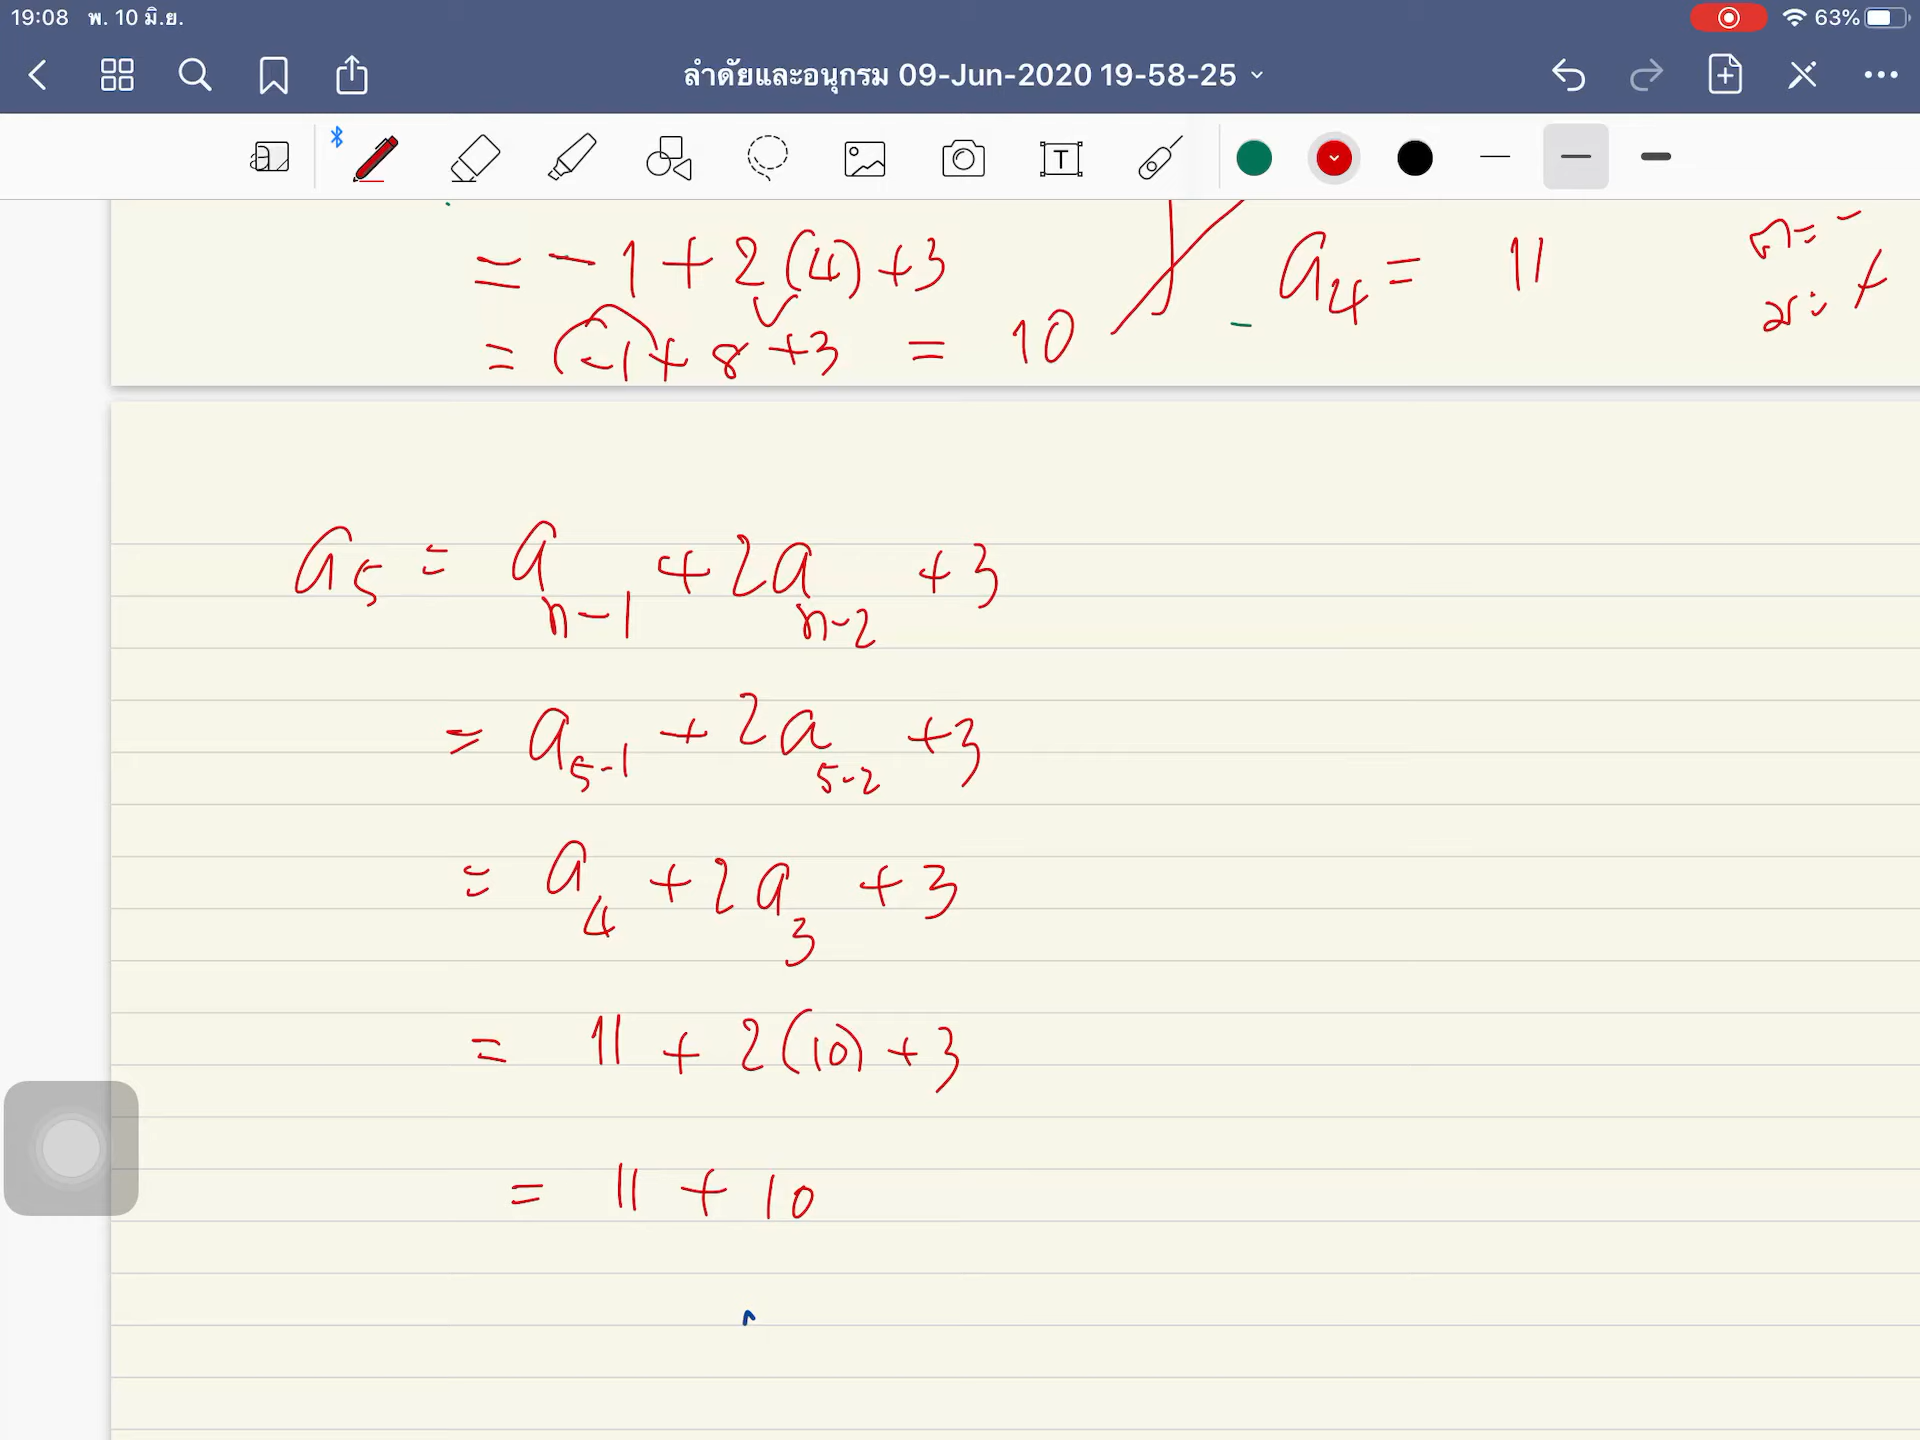 19:08 พ. 10 มิ.ย.
63%
ลำดัยและอนุกรม 09-Jun-2020 19-58-25
= -1 + 2(4) + 3
a₄ = 11
= (-1 + 8 + 3 = 10
a₅ = aₙ₋₁ + 2aₙ₋₂ + 3
= a₅₋₁ + 2a₅₋₂ + 3
= a₄ + 2a₃ + 3
= 11 + 2(10) + 3
= 11 + 10